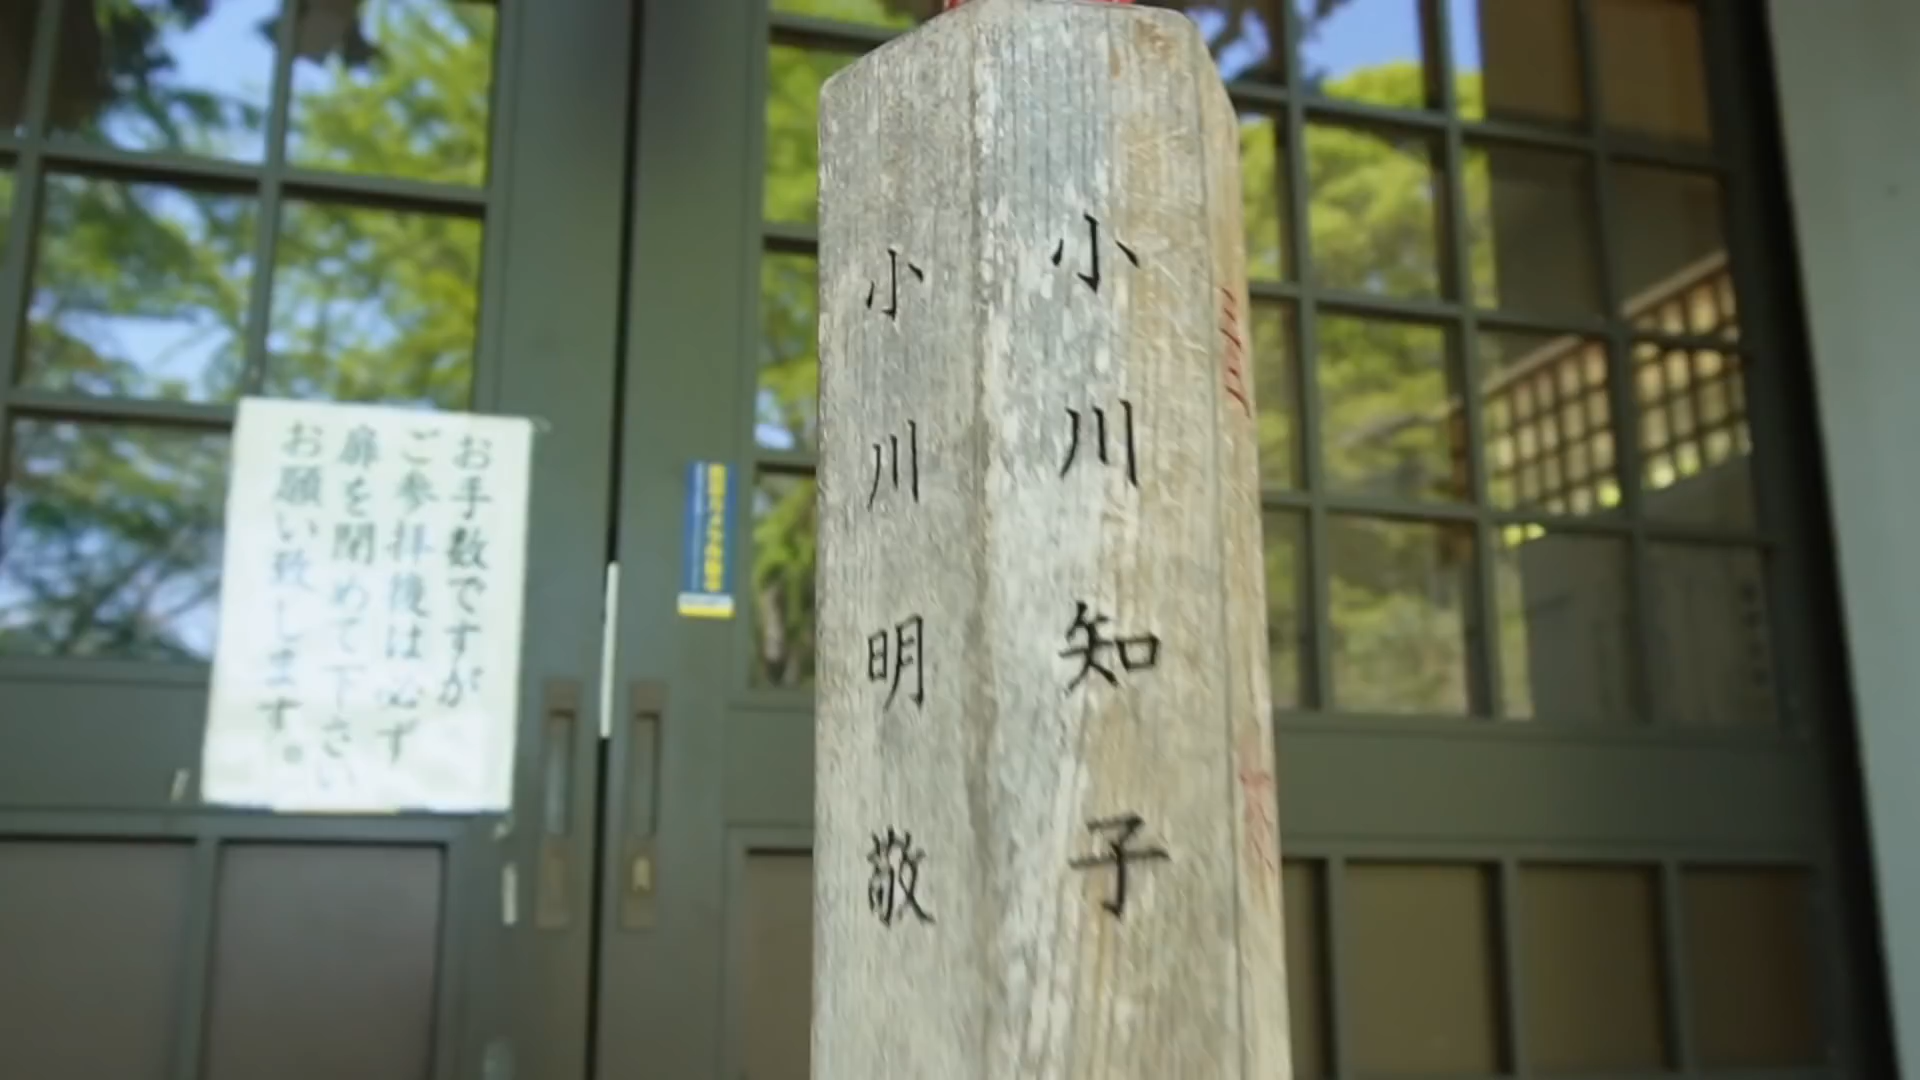 小川知子
小川明敬
お手数ですが
ご参拝後は必ず
扉を閉めて下さい
お願い致します。